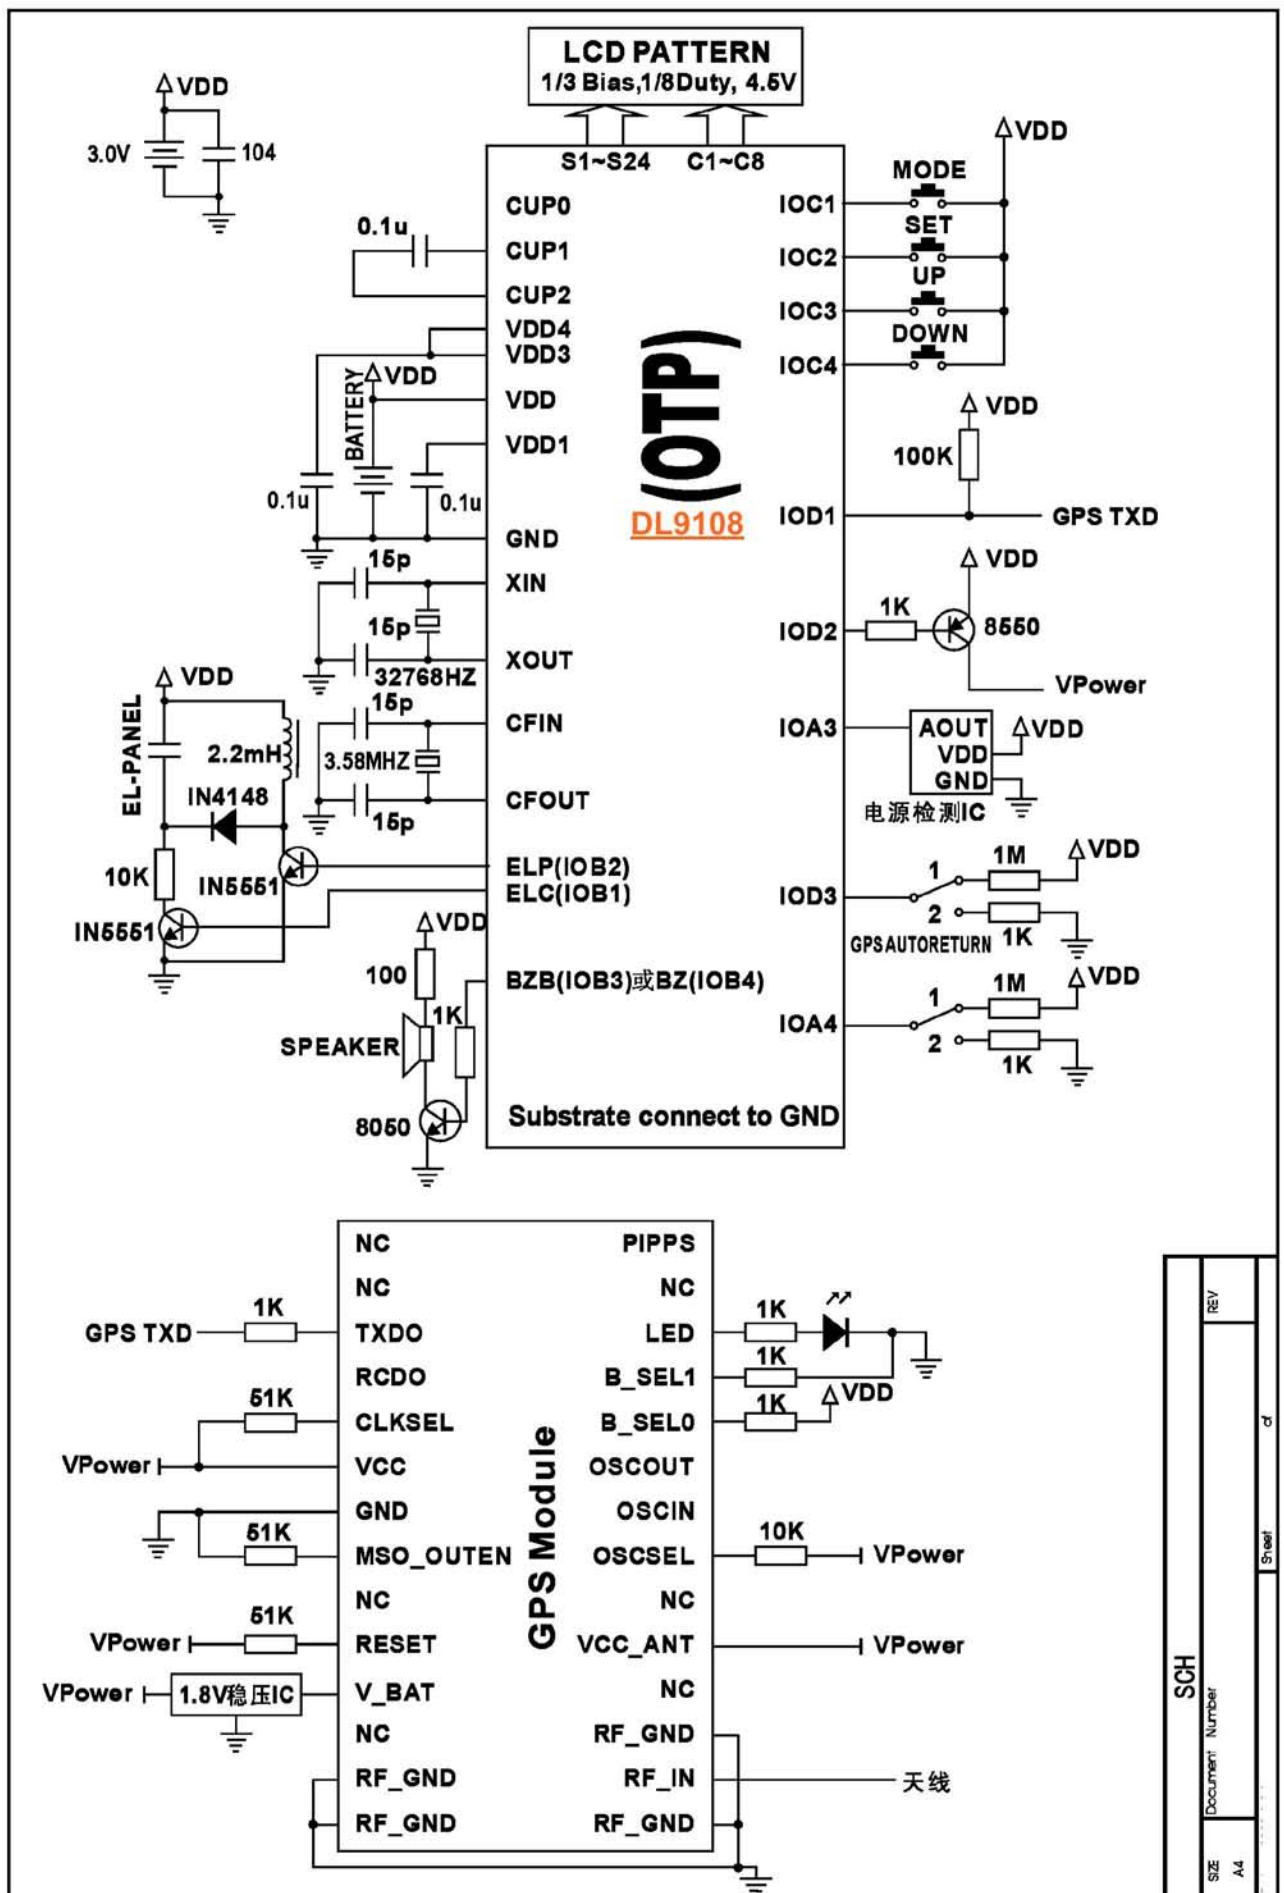 LCD PATTERN
1/3 Bias,1/8Duty, 4.5V
VDD
3.0V
104
S1~S24
C1~C8
VDD
CUP0
0.1u
CUP1
CUP2
VDD4
VDD3
BATTERY
VDD
VDD
VDD1
0.1u
0.1u
GND
15p
XIN
15p
XOUT
32768HZ
15p
CFIN
3.58MHZ
CFOUT
15p
VDD
EL-PANEL
2.2mH
IN4148
10K
IN5551
IN5551
ELP(IOB2)
ELC(IOB1)
VDD
100
1K
BZB(IOB3)或BZ(IOB4)
SPEAKER
8050
Substrate connect to GND
(OTP)
DL9108
MODE
IOC1
SET
IOC2
UP
IOC3
DOWN
IOC4
VDD
100K
IOD1
GPS TXD
VDD
1K
IOD2
8550
VPower
IOA3
AOUT
VDD
VDD
GND
电源检测IC
1M
VDD
1
IOD3
2
GPSAUTORETURN
1K
1M
VDD
1
IOA4
2
1K
GPS Module
NC
NC
GPS TXD
1K
TXDO
RCDO
51K
CLKSEL
VPower
VCC
GND
51K
MSO_OUTEN
NC
51K
VPower
RESET
VPower
1.8V稳压IC
V_BAT
NC
RF_GND
RF_GND
PIPPS
NC
LED
1K
B_SEL1
1K
B_SEL0
1K
VDD
OSCOUT
OSCIN
OSCSEL
10K
VPower
NC
VCC_ANT
VPower
NC
RF_GND
RF_IN
天线
RF_GND
SCH
SIZE
A4
Document Number
REV
Sheet
of